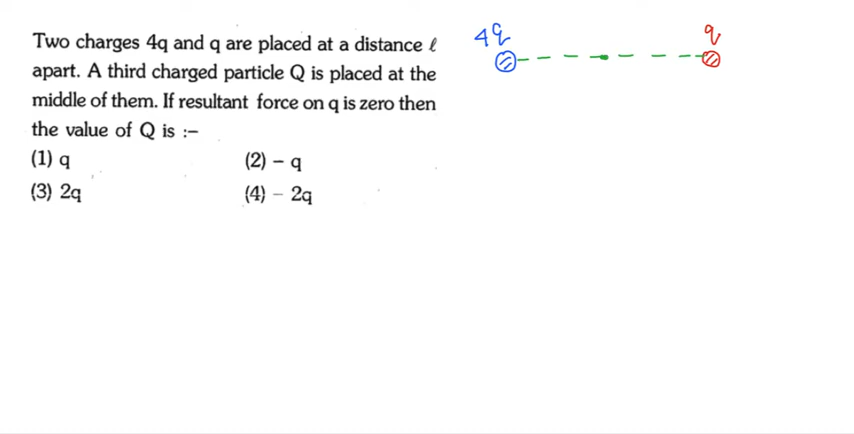 Two charges 4q and q are placed at a distance ℓ
apart. A third charged particle Q is placed at the
middle of them. If resultant force on q is zero then
the value of Q is :–
(1) q (2) – q
(3) 2q (4) – 2q
4q q